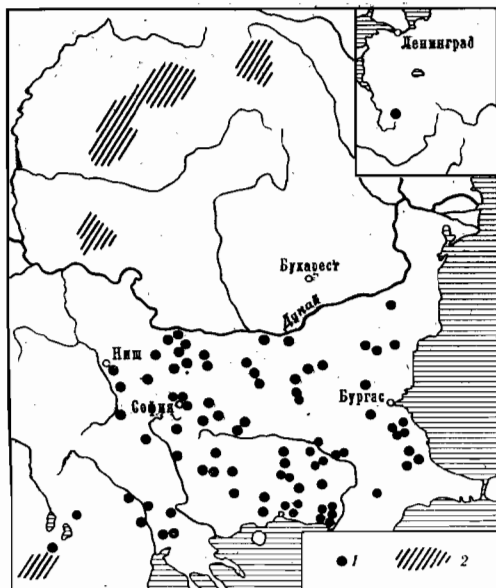 Ленинград
Бухарест
Дунай
Ниш
София
Бургас
1
2